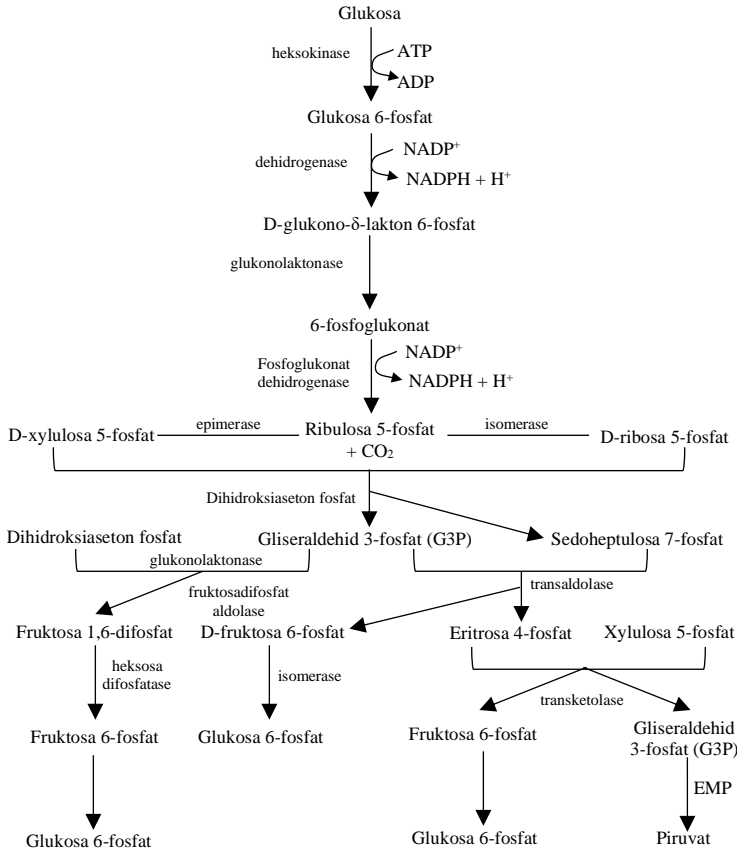 Glukosa
heksokinase
ATP
ADP
Glukosa 6-fosfat
dehidrogenase
NADP⁺
NADPH + H⁺
D-glukono-δ-lakton 6-fosfat
glukonolaktonase
6-fosfoglukonat
Fosfoglukonat
dehidrogenase
NADP⁺
NADPH + H⁺
D-xylulosa 5-fosfat
epimerase
Ribulosa 5-fosfat
+ CO₂
isomerase
D-ribosa 5-fosfat
Dihidroksiaseton fosfat
Dihidroksiaseton fosfat
Gliseraldehid 3-fosfat (G3P)
Sedoheptulosa 7-fosfat
glukonolaktonase
fruktosadifosfat
aldolase
transaldolase
Fruktosa 1,6-difosfat
D-fruktosa 6-fosfat
Eritrosa 4-fosfat
Xylulosa 5-fosfat
heksosa
difosfatase
isomerase
transketolase
Fruktosa 6-fosfat
Glukosa 6-fosfat
Fruktosa 6-fosfat
Gliseraldehid
3-fosfat (G3P)
EMP
Glukosa 6-fosfat
Glukosa 6-fosfat
Piruvat